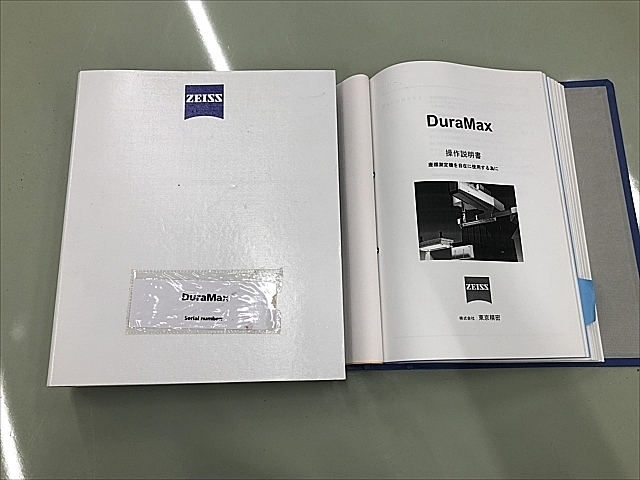 ZEISS
DuraMax
Serial number:
DuraMax
操作説明書
座標測定機を自在に使用する為に
ZEISS
株式会社 東京精密